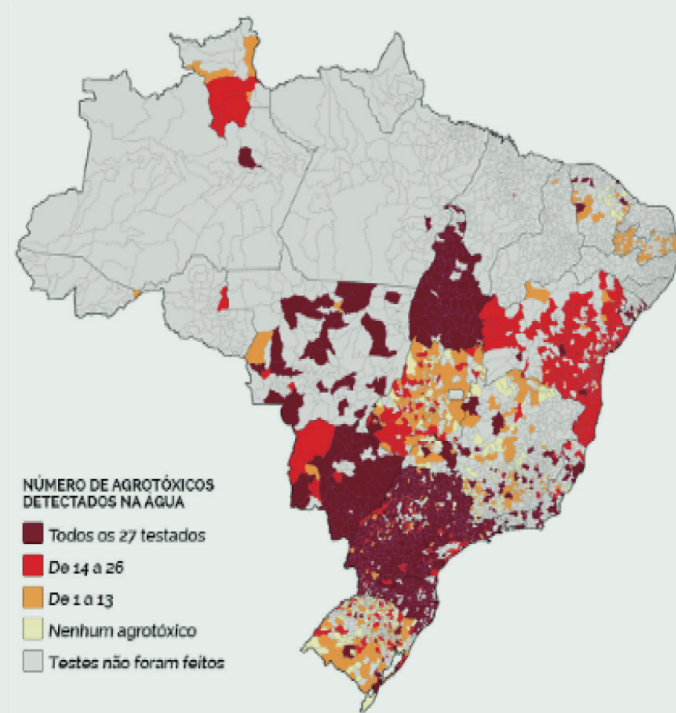 NÚMERO DE AGROTÓXICOS
DETECTADOS NA ÁGUA
Todos os 27 testados
De 14 a 26
De 1 a 13
Nenhum agrotóxico
Testes não foram feitos